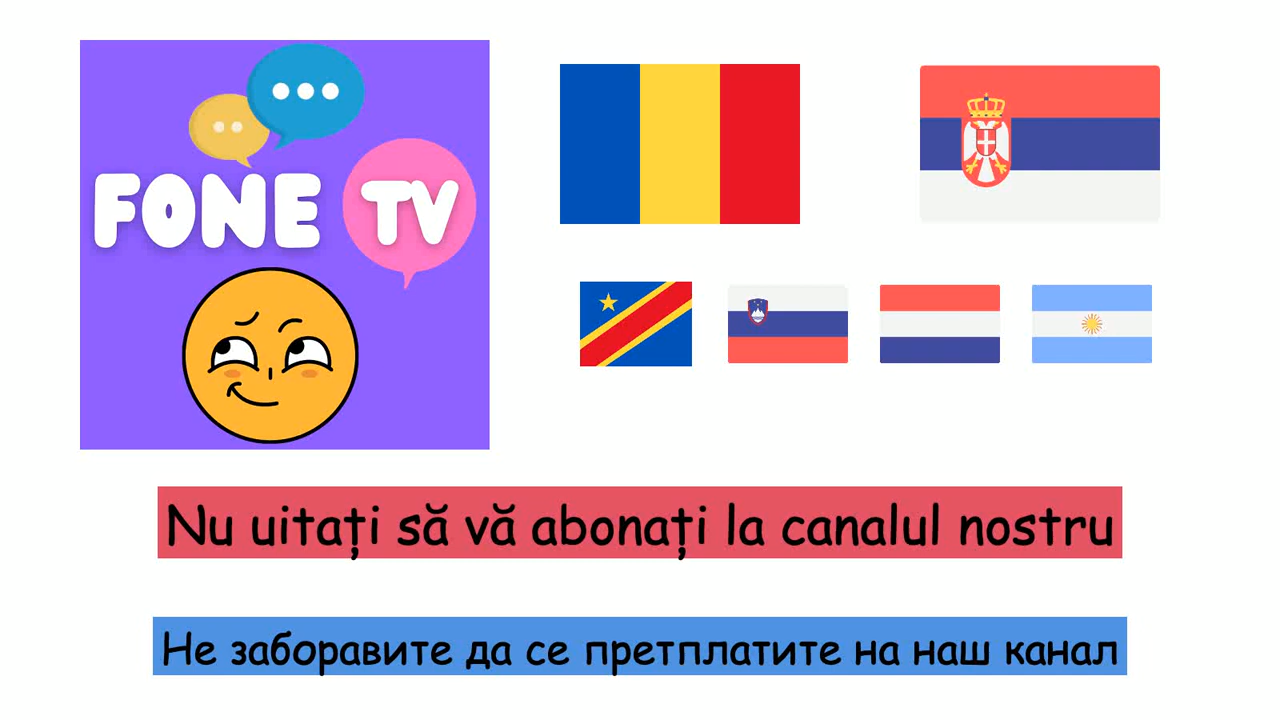 FONE TV
Nu uitați să vă abonați la canalul nostru
Не заборавите да се претплатите на наш канал